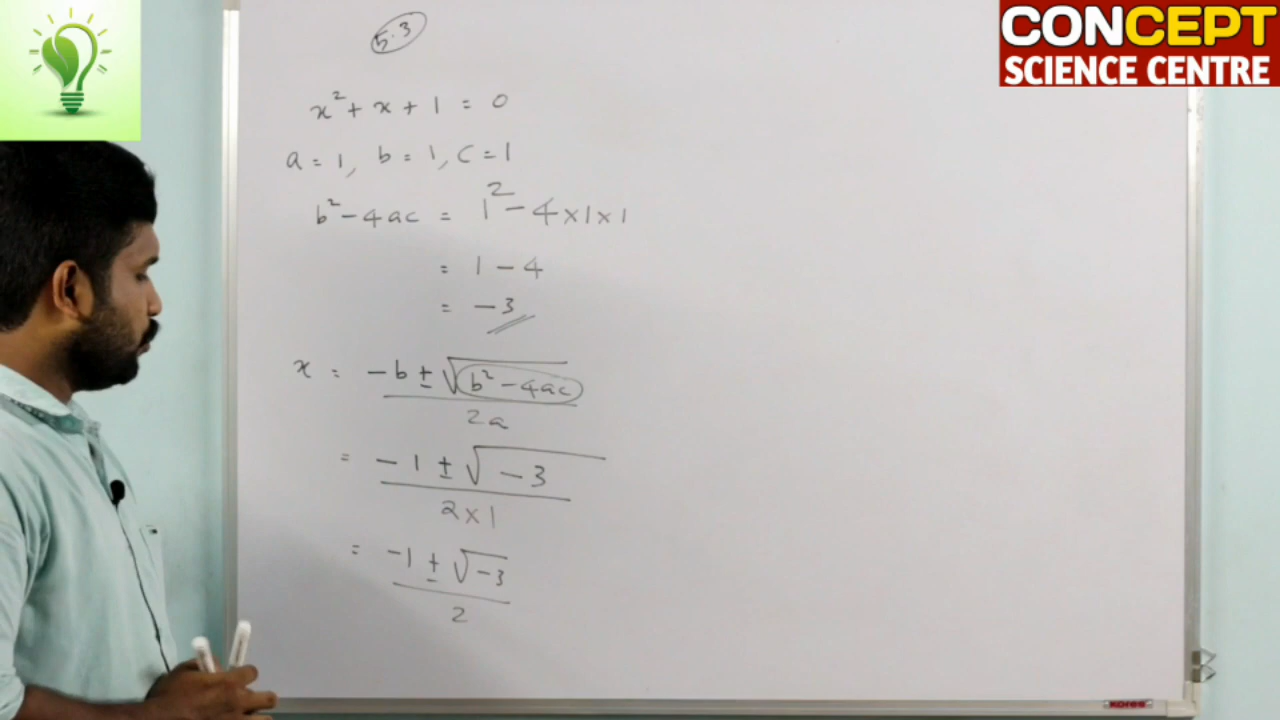 CONCEPT
SCIENCE CENTRE
5.3
x² + x + 1 = 0
a = 1, b = 1, c = 1
b² - 4ac = 1² - 4×1×1
= 1 - 4
= -3
x = -b ± √(b² - 4ac) / 2a
= -1 ± √-3 / 2×1
= -1 ± √-3 / 2
kores